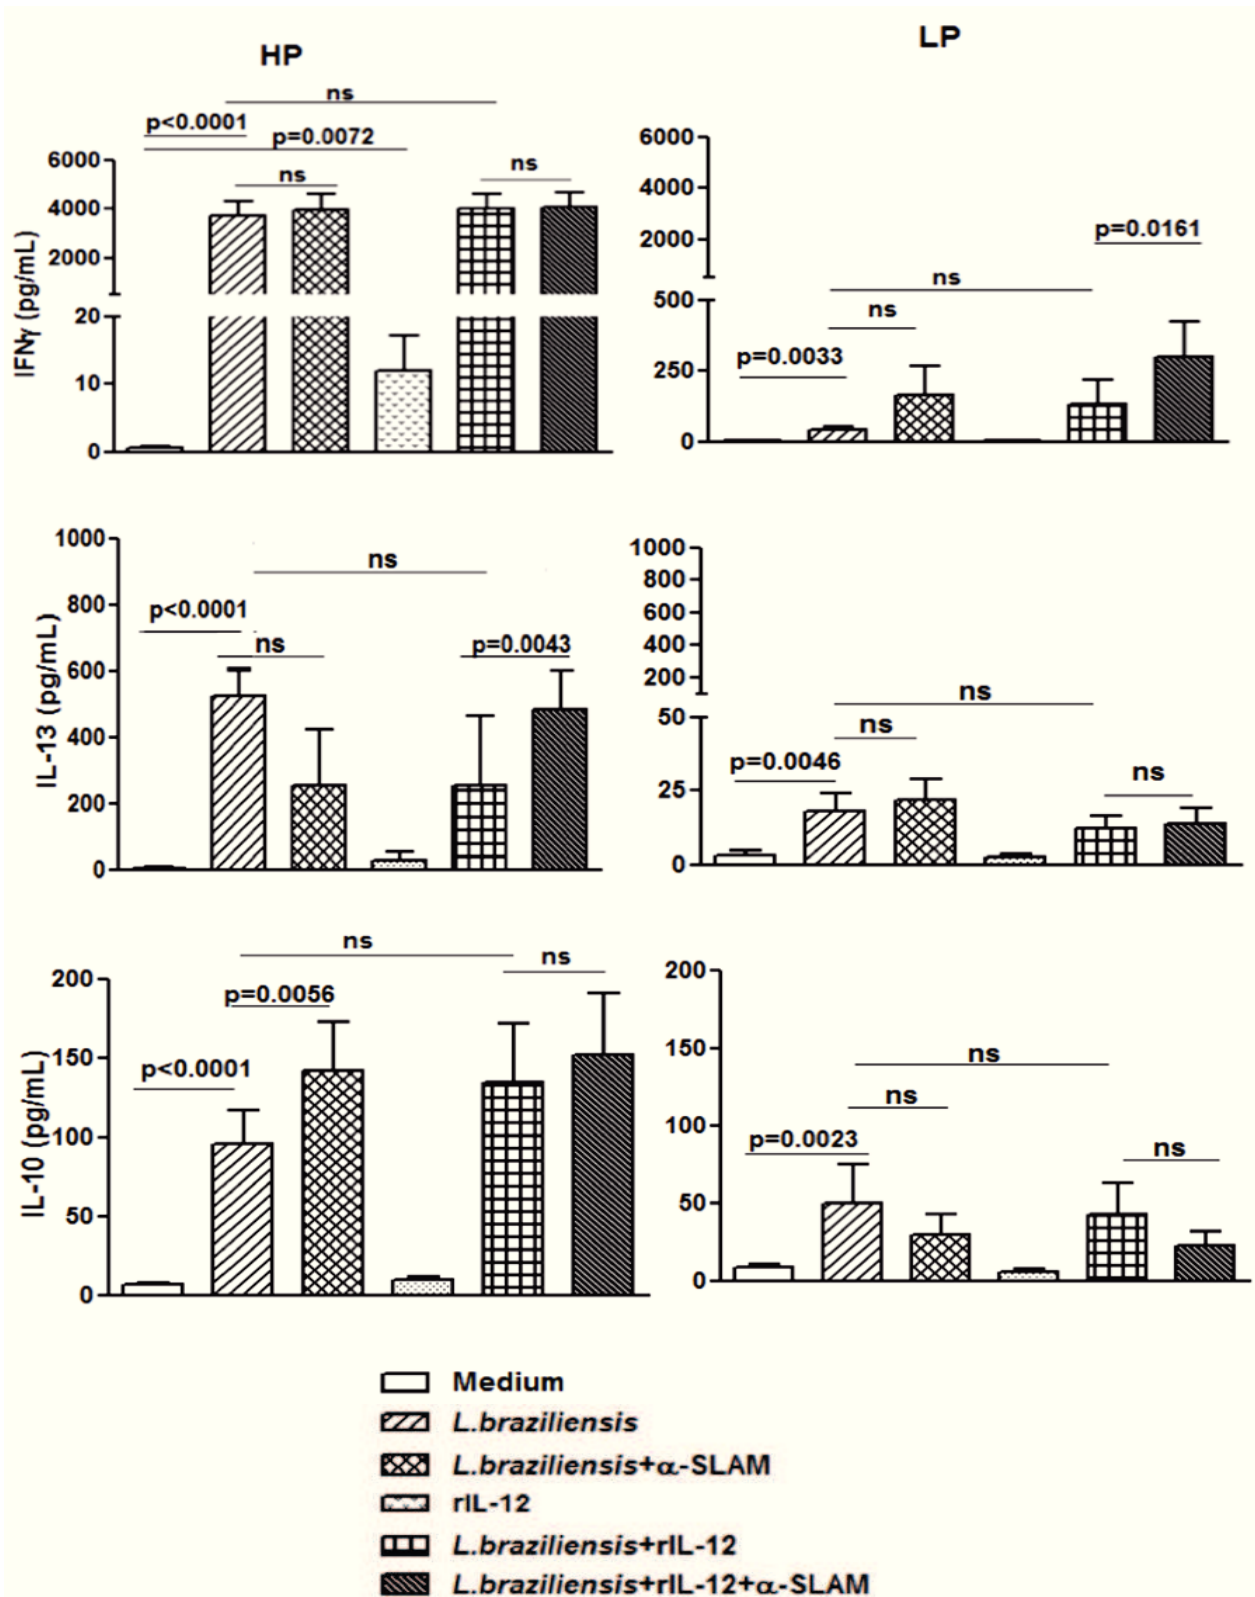 HP
LP
ns
p<0.0001
p=0.0072
ns
ns
6000
4000
2000
20
10
0
IFNγ (pg/mL)
6000
4000
2000
500
250
0
p=0.0161
ns
ns
p=0.0033
1000
800
600
400
200
0
IL-13 (pg/mL)
ns
p<0.0001
ns
p=0.0043
1000
800
600
400
200
50
25
0
ns
ns
p=0.0046
ns
200
150
100
50
0
IL-10 (pg/mL)
ns
ns
p=0.0056
p<0.0001
200
150
100
50
0
ns
ns
p=0.0023
ns
Medium
L.braziliensis
L.braziliensis+α-SLAM
rIL-12
L.braziliensis+rIL-12
L.braziliensis+rIL-12+α-SLAM